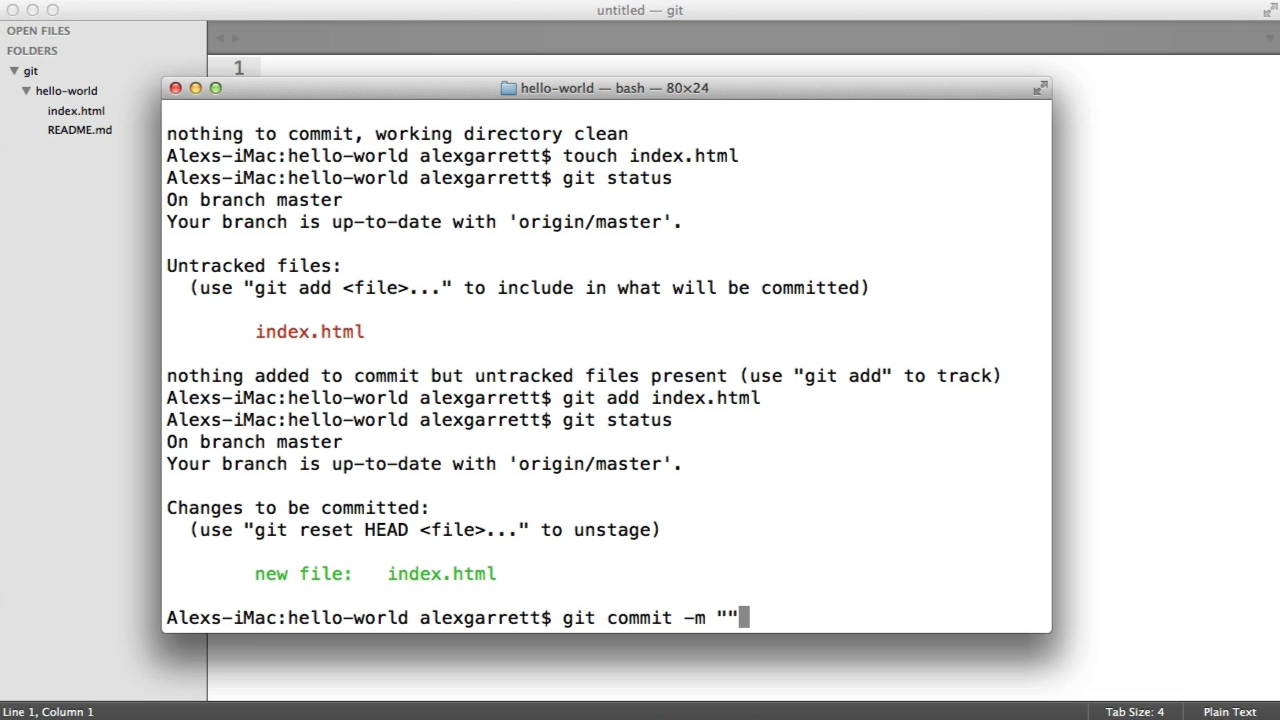 untitled — git
OPEN FILES
FOLDERS
git
hello-world
index.html
README.md
1
hello-world — bash — 80×24
nothing to commit, working directory clean
Alexs-iMac:hello-world alexgarrett$ touch index.html
Alexs-iMac:hello-world alexgarrett$ git status
On branch master
Your branch is up-to-date with 'origin/master'.
Untracked files:
(use "git add <file>..." to include in what will be committed)
index.html
nothing added to commit but untracked files present (use "git add" to track)
Alexs-iMac:hello-world alexgarrett$ git add index.html
Alexs-iMac:hello-world alexgarrett$ git status
On branch master
Your branch is up-to-date with 'origin/master'.
Changes to be committed:
(use "git reset HEAD <file>..." to unstage)
new file:   index.html
Alexs-iMac:hello-world alexgarrett$ git commit -m ""
Line 1, Column 1
Tab Size: 4
Plain Text